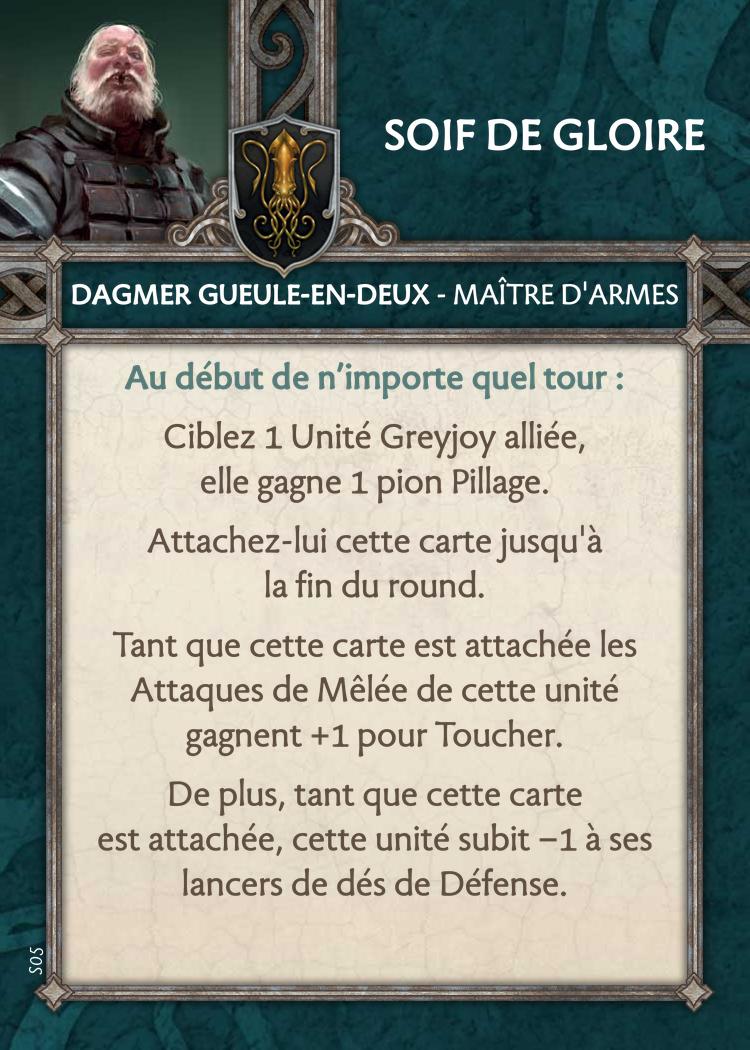 SOIF DE GLOIRE
DAGMER GUEULE-EN-DEUX - MAÎTRE D'ARMES
Au début de n’importe quel tour :
Ciblez 1 Unité Greyjoy alliée,
elle gagne 1 pion Pillage.
Attachez-lui cette carte jusqu'à
la fin du round.
Tant que cette carte est attachée les
Attaques de Mêlée de cette unité
gagnent +1 pour Toucher.
De plus, tant que cette carte
est attachée, cette unité subit –1 à ses
lancers de dés de Défense.
S05